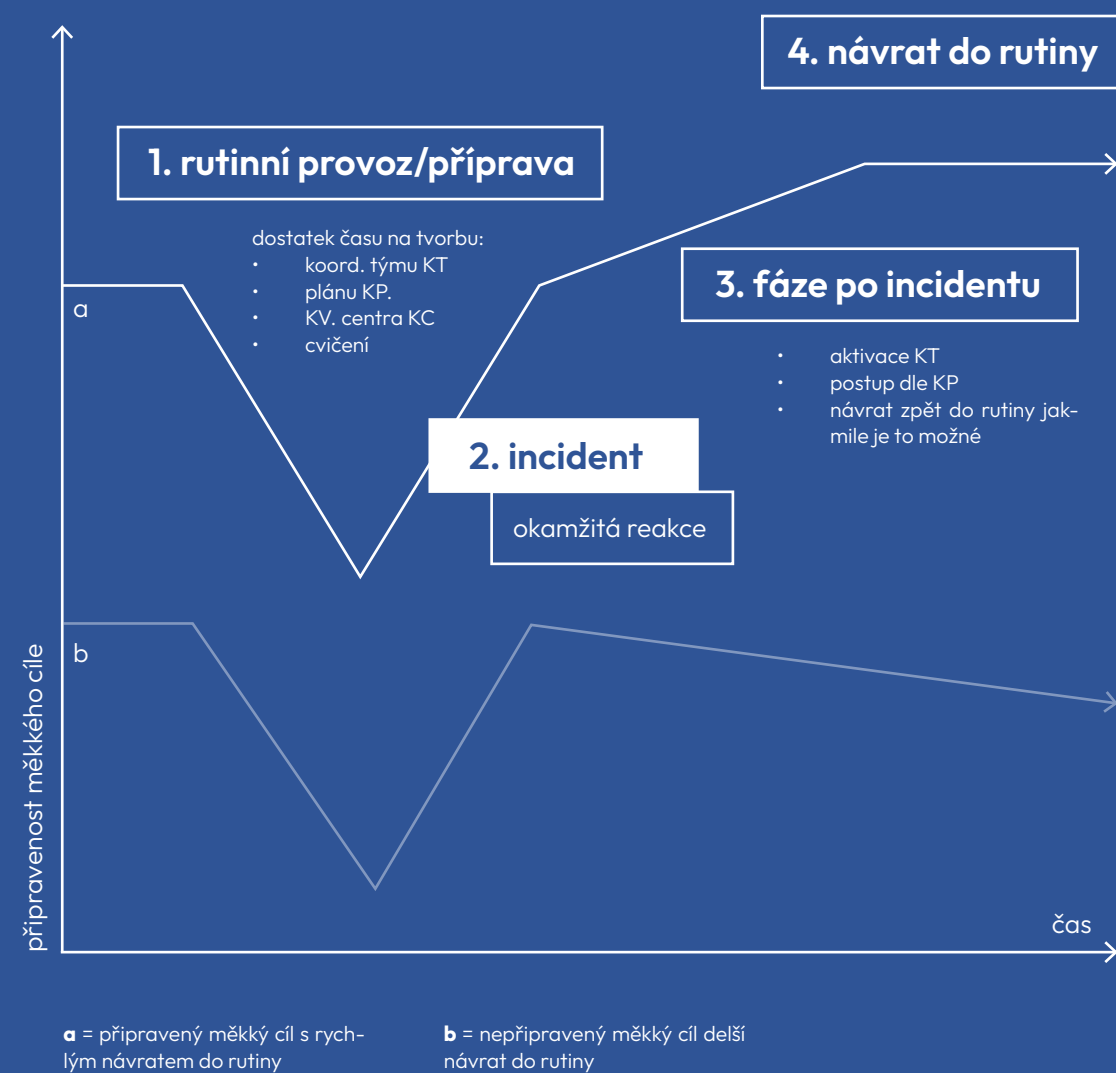 4. návrat do rutiny
1. rutinní provoz/příprava
dostatek času na tvorbu:
• koord. týmu KT
• plánu KP.
• KV. centra KC
• cvičení
a
3. fáze po incidentu
• aktivace KT
• postup dle KP
• návrat zpět do rutiny jak-
mile je to možné
2. incident
okamžitá reakce
b
připravenost měkkého cíle
čas
a = připravený měkký cíl s rych-
lým návratem do rutiny
b = nepřipravený měkký cíl delší
návrat do rutiny